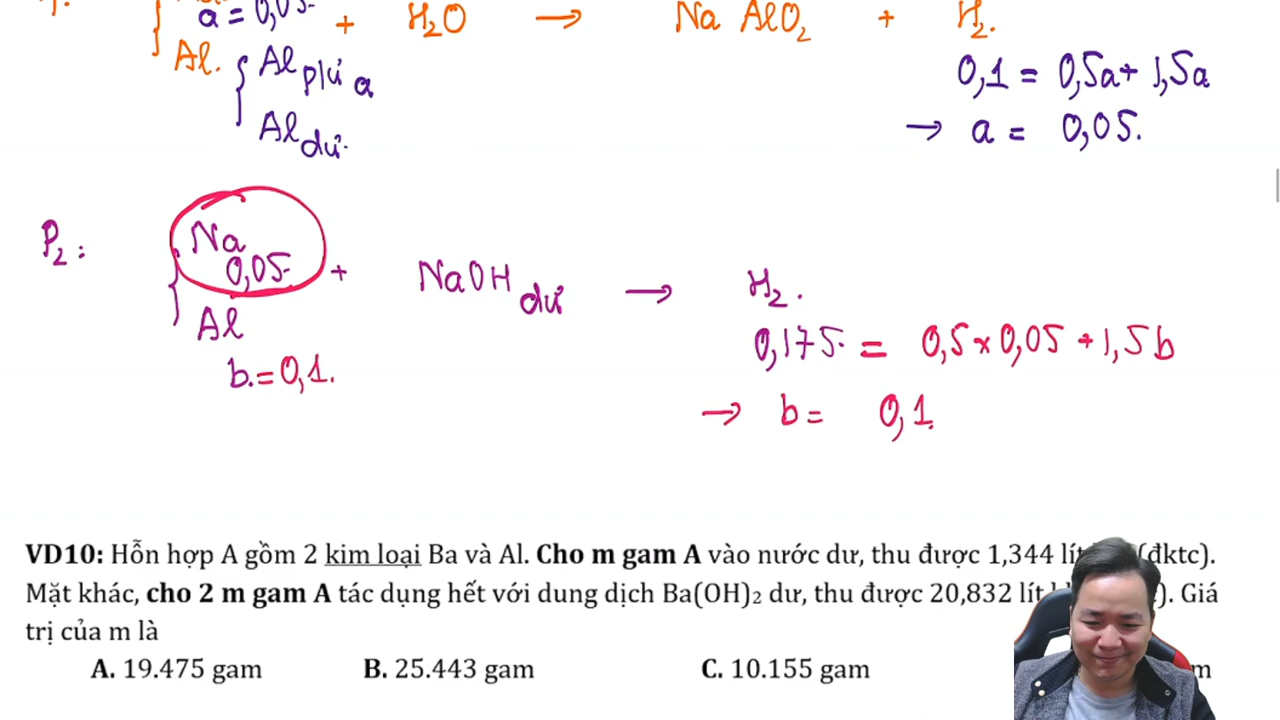 a = 0,05
+ H₂O → Na AlO₂ + H₂.
Al. { Al pứ a
Al dư.
0,1 = 0,5a + 1,5a
→ a = 0,05.
P₂ :
{ Na 0,05 + NaOH dư → H₂.
Al
b = 0,1.
0,175 = 0,5 × 0,05 + 1,5b
→ b = 0,1.
VD10: Hỗn hợp A gồm 2 kim loại Ba và Al. Cho m gam A vào nước dư, thu được 1,344 (đktc).
Mặt khác, cho 2 m gam A tác dụng hết với dung dịch Ba(OH)₂ dư, thu được 20,832 lít ). Giá
trị của m là
A. 19.475 gam B. 25.443 gam C. 10.155 gam